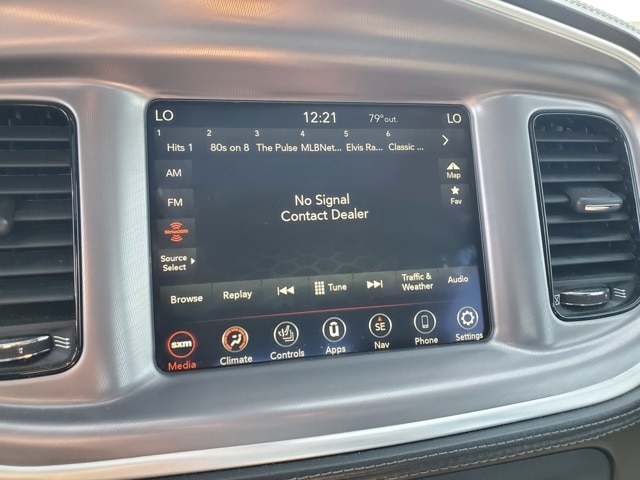 LO 12:21 79°out. LO
1 2 3 4 5 6
Hits 1 80s on 8 The Pulse MLBNet... Elvis Ra... Classic ...
AM
Map
FM
Fav
No Signal
Contact Dealer
siriusxm
Source
Select
Browse Replay Tune Traffic &
Weather Audio
sxm SE
Media Climate Controls Apps Nav Phone Settings